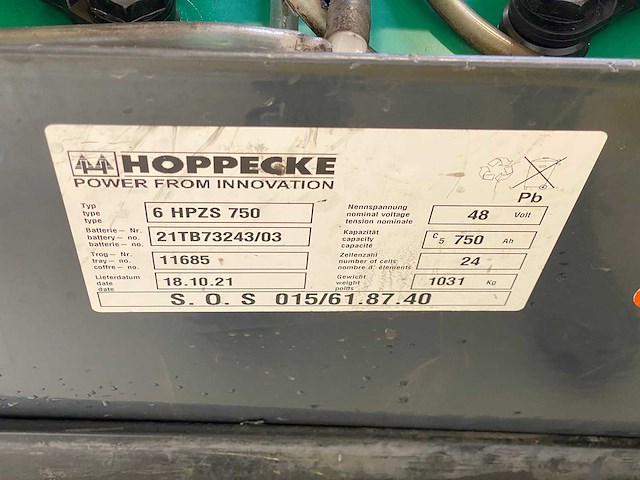 HOPPECKE
POWER FROM INNOVATION
Pb
Typ
type
type
6 HPZS 750
Batterie- Nr.
battery- no.
batterie- no.
21TB73243/03
Trog- Nr.
tray- no.
coffre- no.
11685
Lieferdatum
date
date
18.10.21
Nennspannung
nominal voltage
tension nominale
48 Volt
Kapazität
capacity
capacité
C5 750 Ah
Zellenzahl
number of cells
nombre d' éléments
24
Gewicht
weight
poids
1031 Kg
S. O. S 015/61.87.40